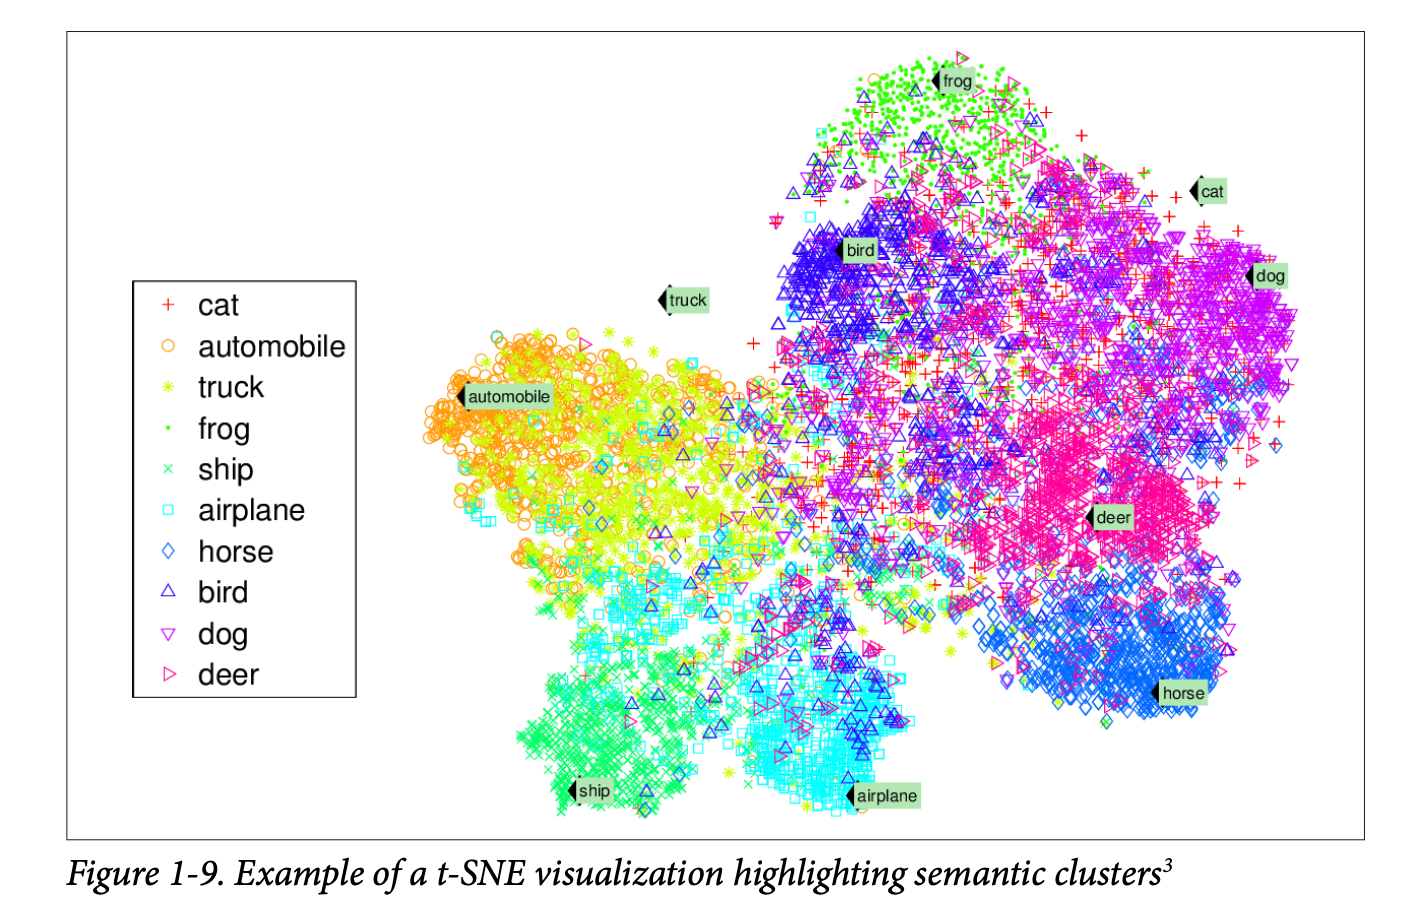 frog
cat
bird
dog
truck
cat
automobile
truck
frog
ship
airplane
horse
bird
dog
deer
automobile
deer
horse
ship
airplane
Figure 1-9. Example of a t-SNE visualization highlighting semantic clusters³